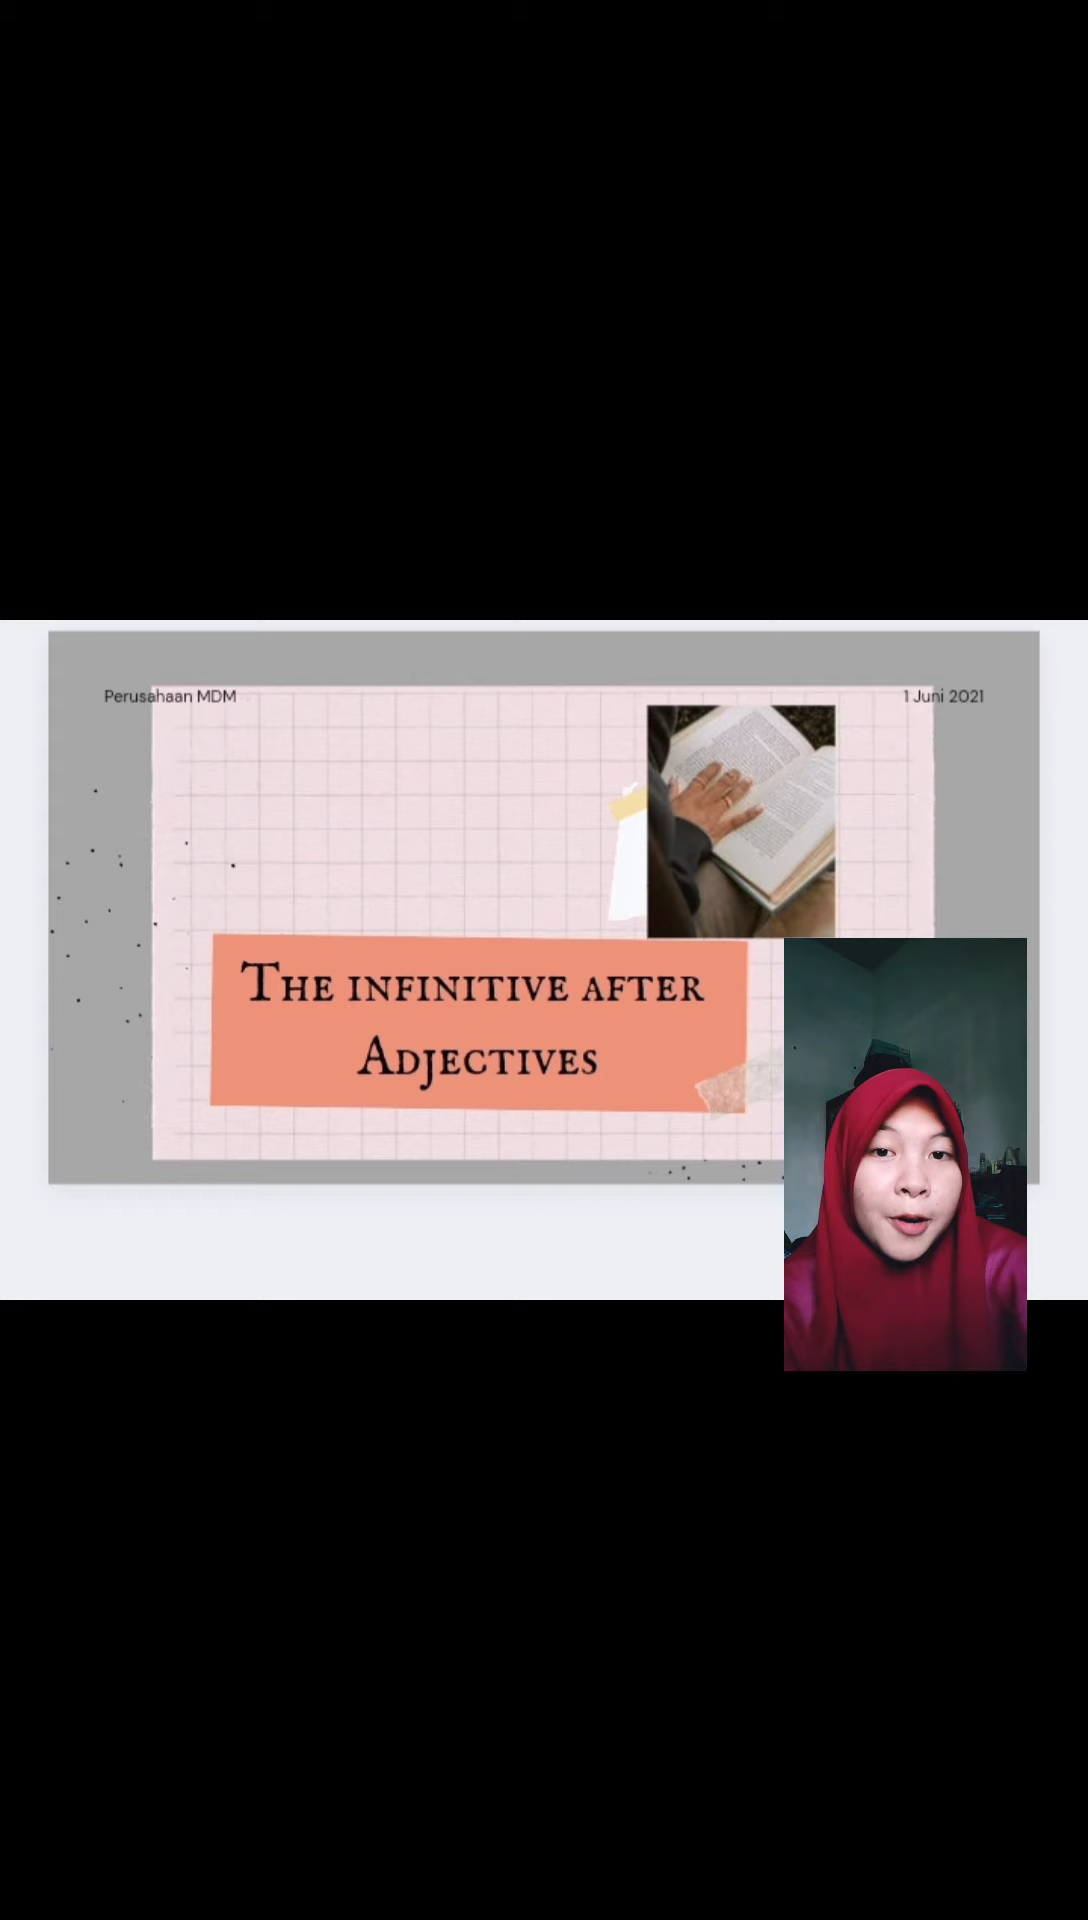 Perusahaan MDM
1 Juni 2021
The infinitive after
Adjectives